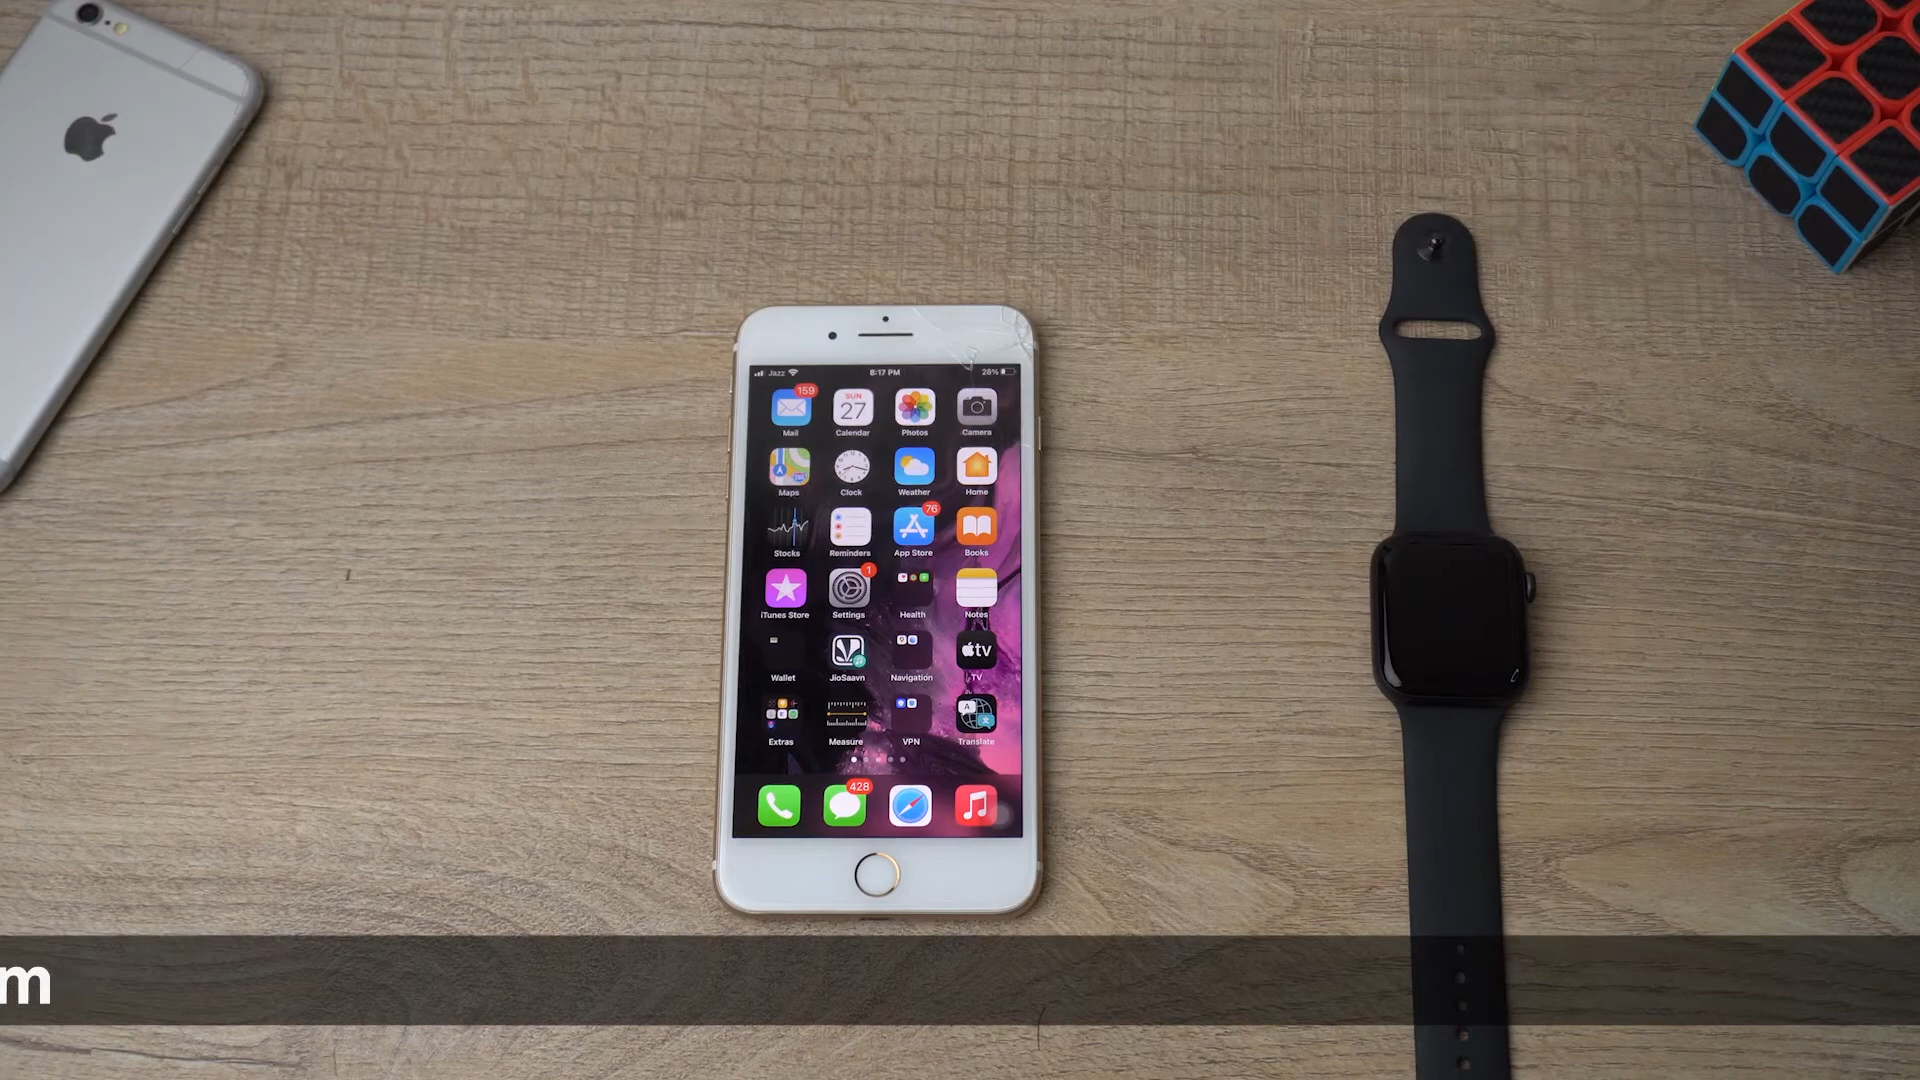 Jazz 8:17 PM 28%
159 SUN 27
Mail Calendar Photos Camera
Maps Clock Weather Home
76
Stocks Reminders App Store Books
1
iTunes Store Settings Health Notes
tv
Wallet JioSaavn Navigation TV
A
Extras Measure VPN Translate
428
m